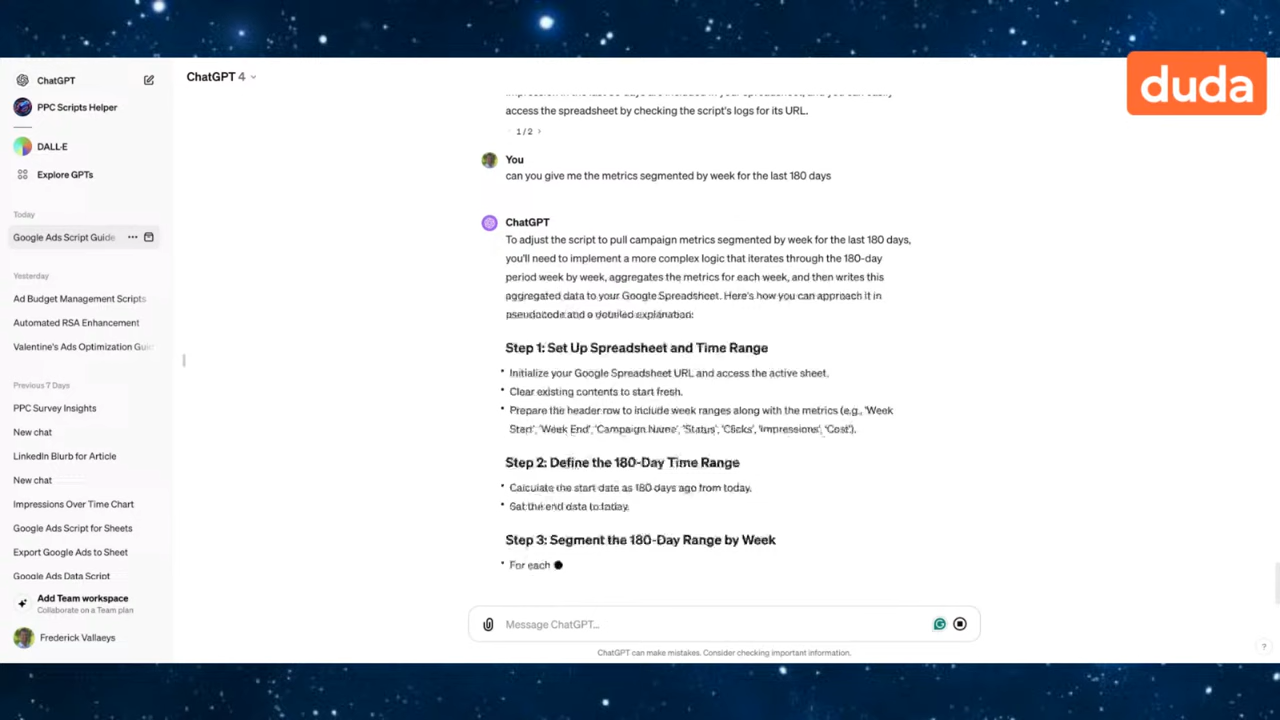 duda
ChatGPT
PPC Scripts Helper
DALL·E
Explore GPTs
Today
Google Ads Script Guide
Yesterday
Ad Budget Management Scripts
Automated RSA Enhancement
Valentine's Ads Optimization Gui
Previous 7 Days
PPC Survey Insights
New chat
LinkedIn Blurb for Article
New chat
Impressions Over Time Chart
Google Ads Script for Sheets
Export Google Ads to Sheet
Google Ads Data Script
Add Team workspace
Collaborate on a Team plan
Frederick Vallaeys
ChatGPT 4
access the spreadsheet by checking the script's logs for its URL.
1/2
You
can you give me the metrics segmented by week for the last 180 days
ChatGPT
To adjust the script to pull campaign metrics segmented by week for the last 180 days,
you'll need to implement a more complex logic that iterates through the 180-day
period week by week, aggregates the metrics for each week, and then writes this
aggregated data to your Google Spreadsheet. Here's how you can approach it in
pseudocode and a detailed explanation:
Step 1: Set Up Spreadsheet and Time Range
• Initialize your Google Spreadsheet URL and access the active sheet.
• Clear existing contents to start fresh.
• Prepare the header row to include week ranges along with the metrics (e.g., 'Week
Start', 'Week End', 'Campaign Name', 'Status', 'Clicks', 'Impressions', 'Cost').
Step 2: Define the 180-Day Time Range
• Calculate the start date as 180 days ago from today.
• Set the end date to today.
Step 3: Segment the 180-Day Range by Week
• For each
Message ChatGPT...
ChatGPT can make mistakes. Consider checking important information.
?